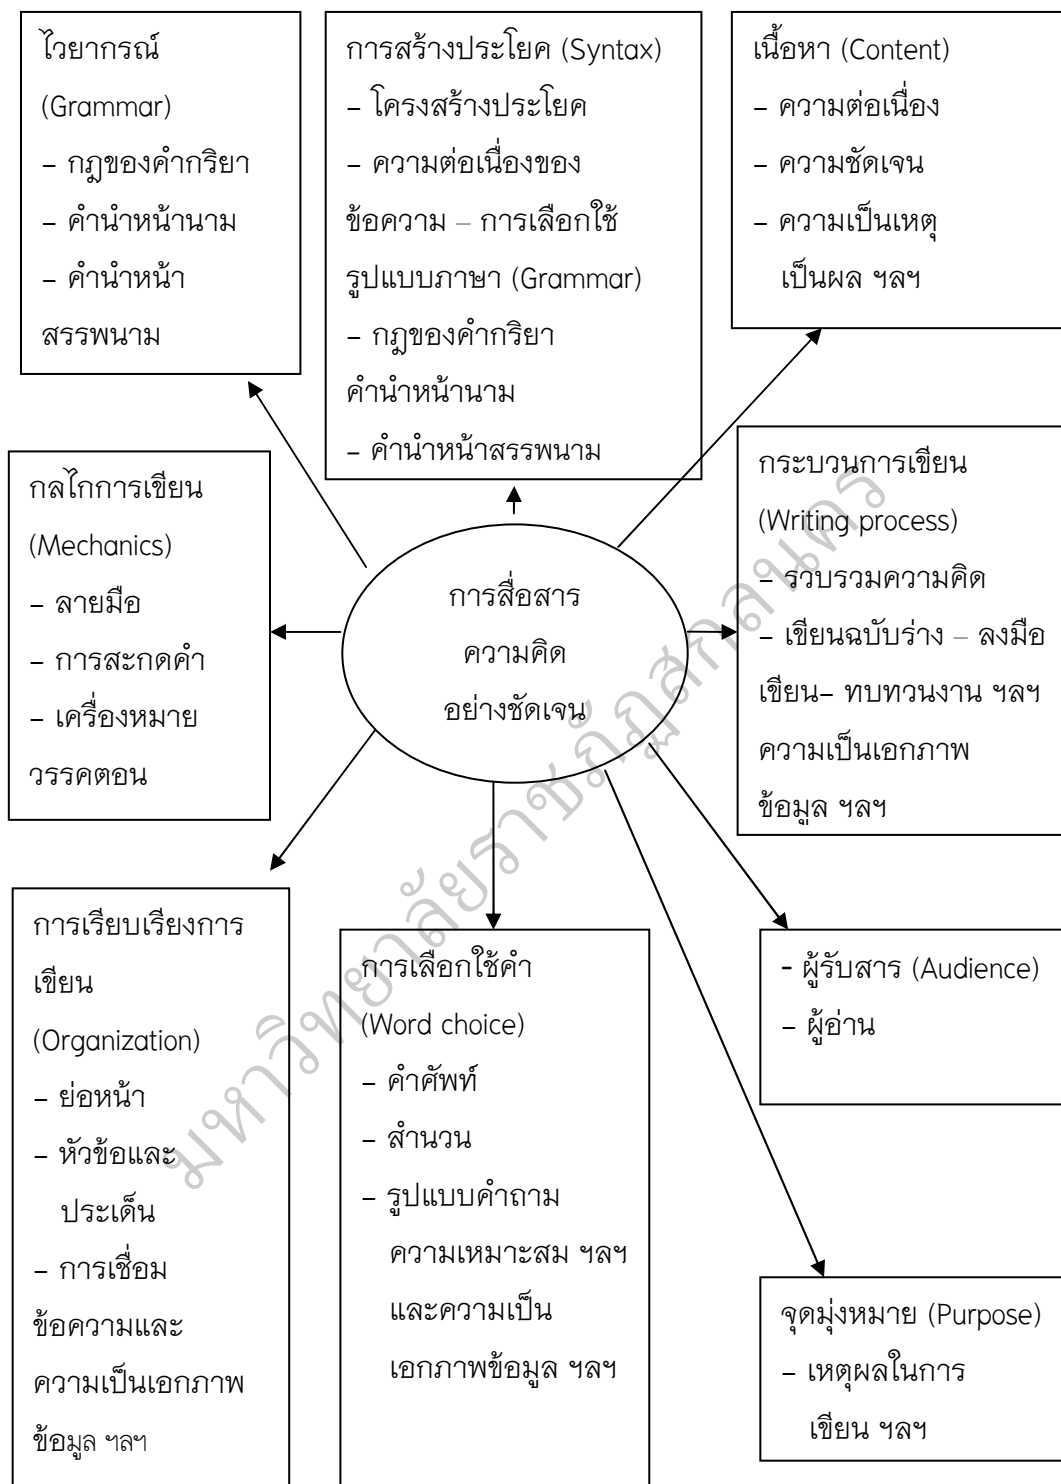 ไวยากรณ์
(Grammar)
– กฎของคำกริยา
– คำนำหน้านาม
– คำนำหน้า
สรรพนาม
การสร้างประโยค (Syntax)
– โครงสร้างประโยค
– ความต่อเนื่องของ
ข้อความ – การเลือกใช้
รูปแบบภาษา (Grammar)
– กฎของคำกริยา
คำนำหน้านาม
– คำนำหน้าสรรพนาม
เนื้อหา (Content)
– ความต่อเนื่อง
– ความชัดเจน
– ความเป็นเหตุ
เป็นผล ฯลฯ
กลไกการเขียน
(Mechanics)
– ลายมือ
– การสะกดคำ
– เครื่องหมาย
วรรคตอน
การสื่อสาร
ความคิด
อย่างชัดเจน
กระบวนการเขียน
(Writing process)
– รวบรวมความคิด
– เขียนฉบับร่าง – ลงมือ
เขียน– ทบทวนงาน ฯลฯ
ความเป็นเอกภาพ
ข้อมูล ฯลฯ
การเรียบเรียงการ
เขียน
(Organization)
– ย่อหน้า
– หัวข้อและ
ประเด็น
– การเชื่อม
ข้อความและ
ความเป็นเอกภาพ
ข้อมูล ฯลฯ
การเลือกใช้คำ
(Word choice)
– คำศัพท์
– สำนวน
– รูปแบบคำถาม
ความเหมาะสม ฯลฯ
และความเป็น
เอกภาพข้อมูล ฯลฯ
- ผู้รับสาร (Audience)
– ผู้อ่าน
จุดมุ่งหมาย (Purpose)
– เหตุผลในการ
เขียน ฯลฯ
มหาวิทยาลัยราชภัฏสกลนคร